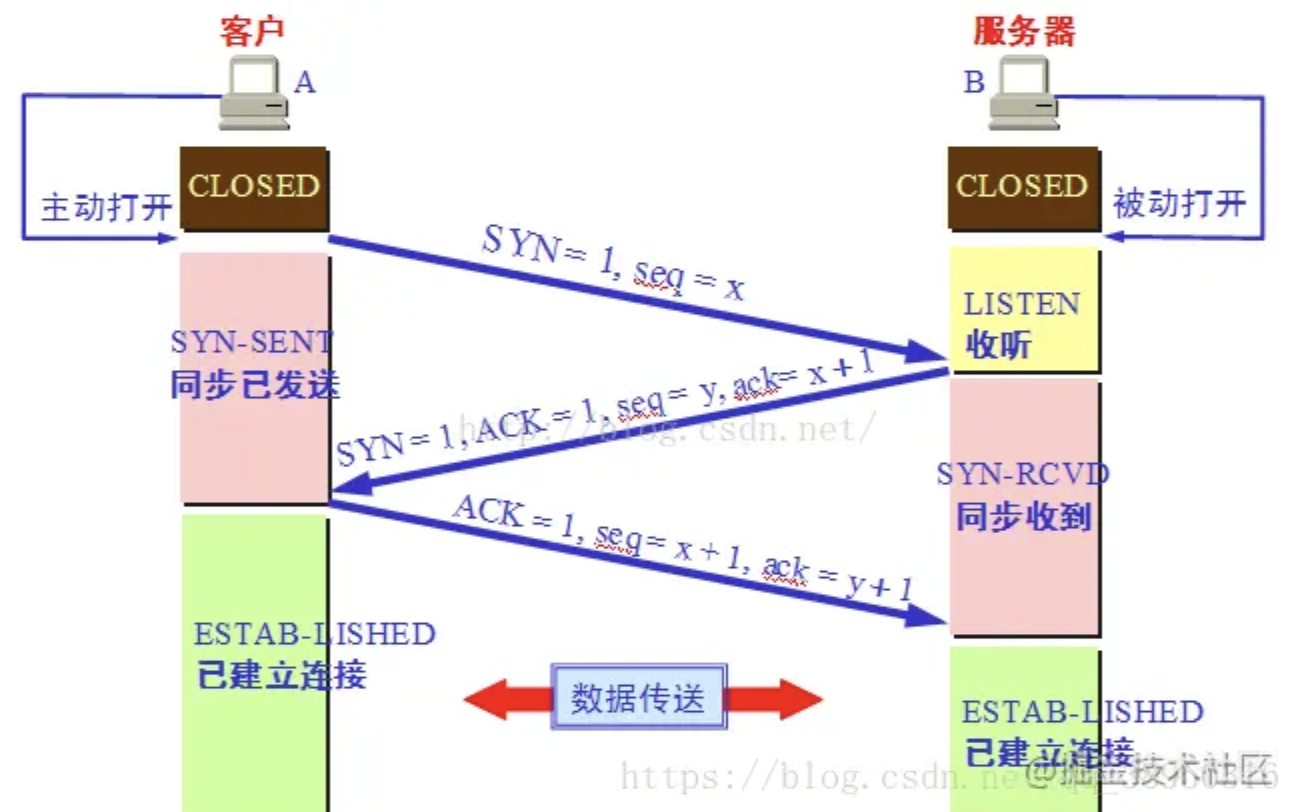 客户
服务器
A
B
CLOSED
CLOSED
主动打开
被动打开
SYN = 1, seq = x
LISTEN
收听
SYN-SENT
同步已发送
SYN = 1, ACK = 1, seq = y, ack= x + 1
http://blog.csdn.net/
SYN-RCVD
同步收到
ACK = 1, seq = x + 1, ack = y + 1
ESTAB-LISHED
已建立连接
数据传送
ESTAB-LISHED
已建立连接
https://blog.csdn.ne
@掘金技术社区